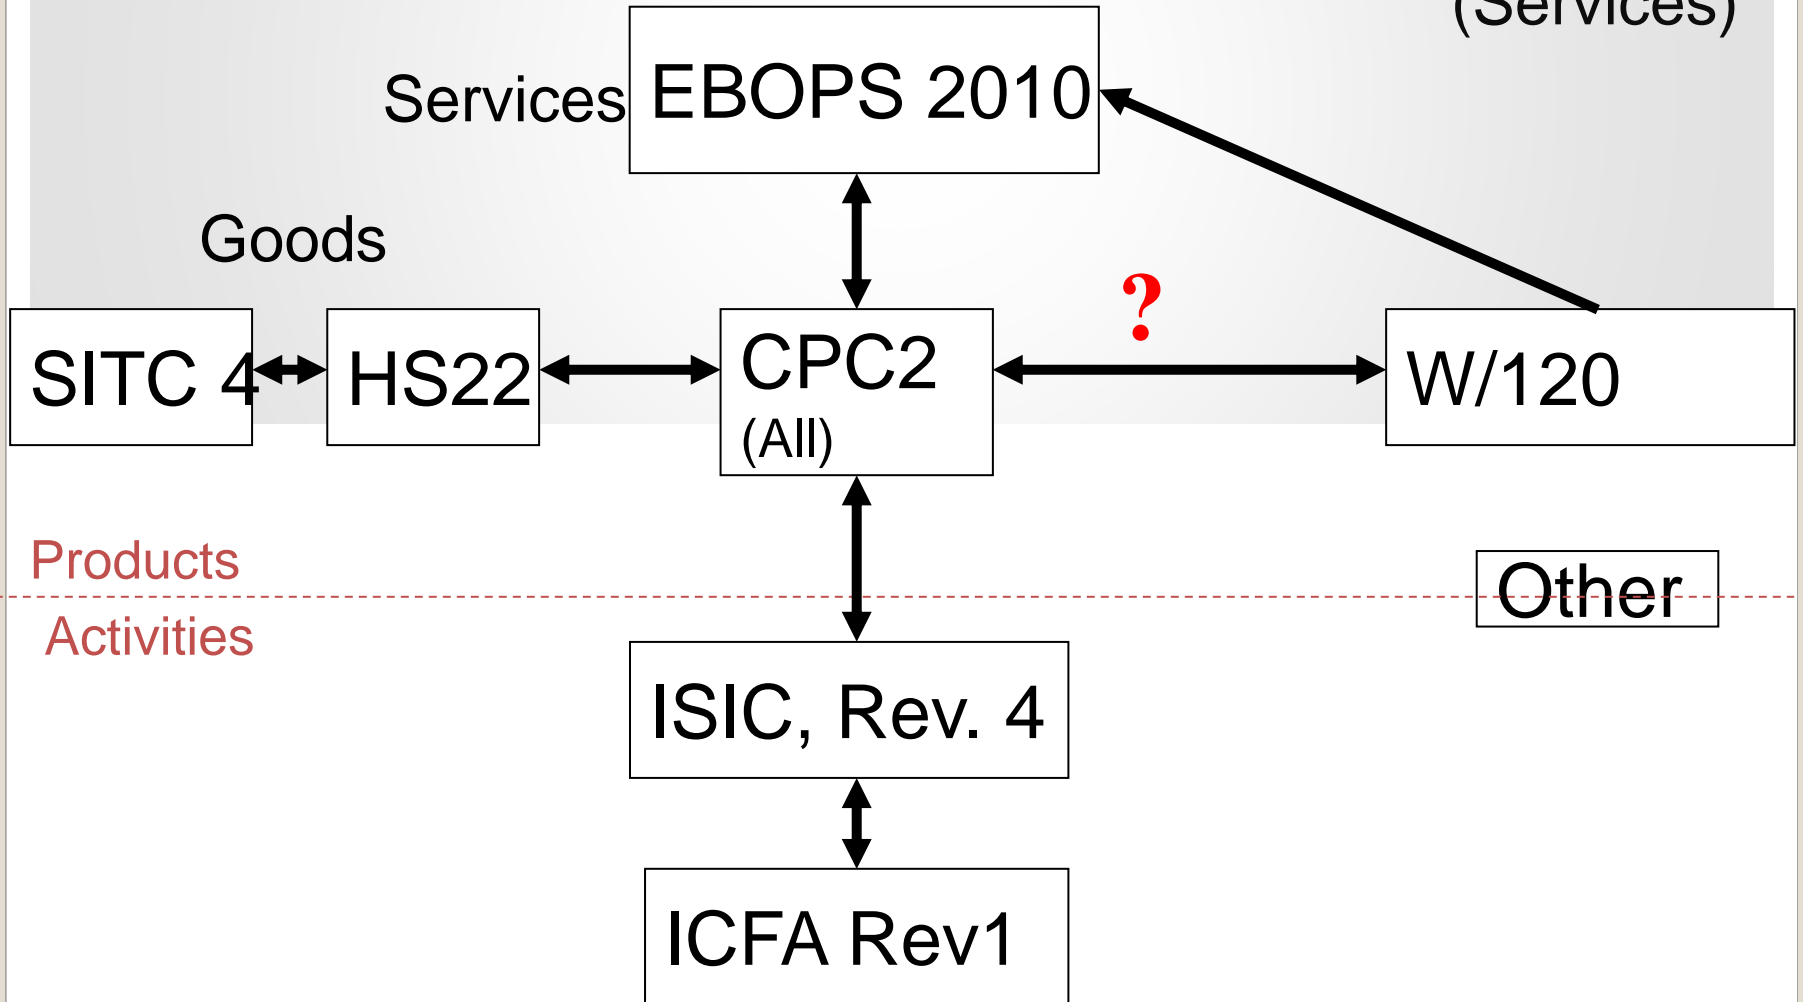 (Services)
Services
EBOPS 2010
Goods
?
SITC 4
HS22
CPC2
(All)
W/120
Products
Other
Activities
ISIC, Rev. 4
ICFA Rev1